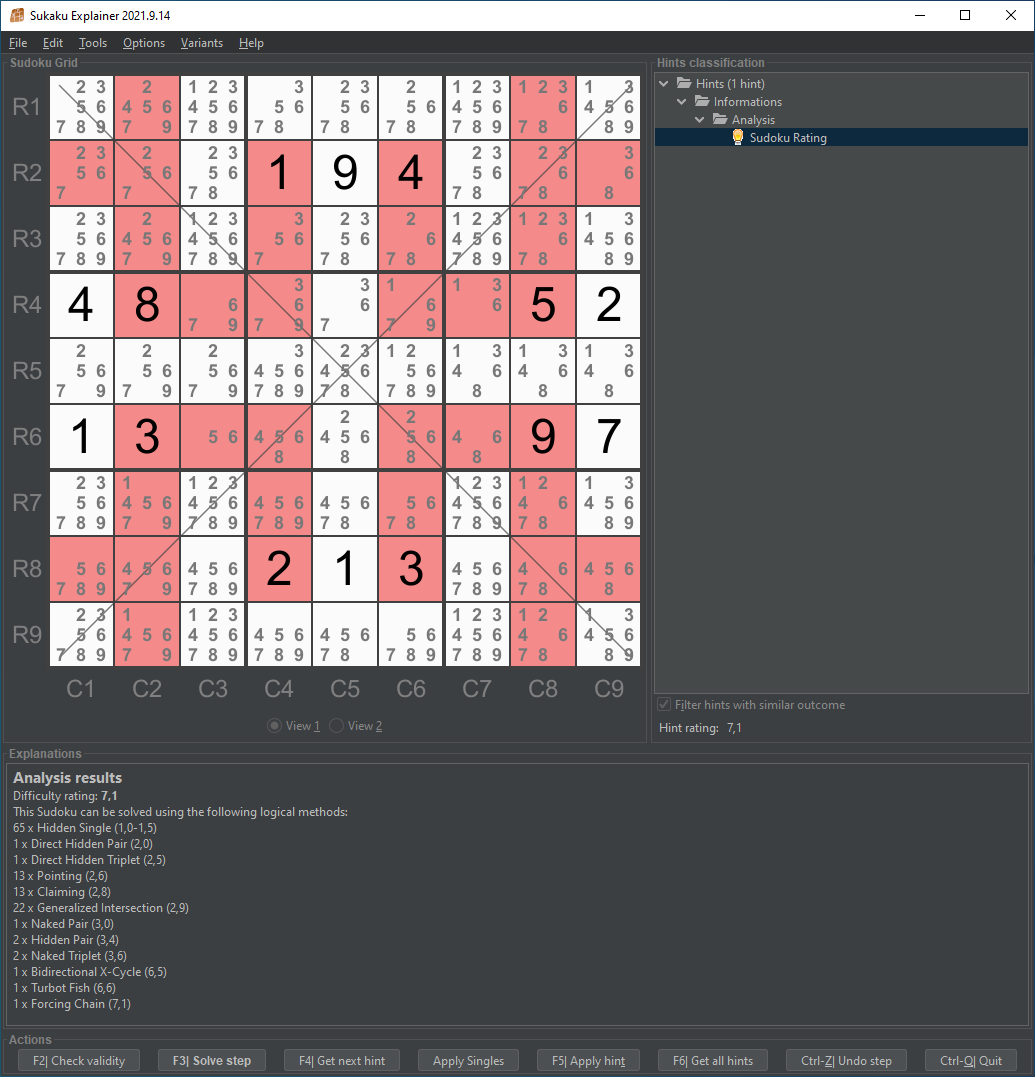 Sukaku Explainer 2021.9.14
File Edit Tools Options Variants Help
Sudoku Grid
2 3 2 1 2 3 3 2 3 2 1 2 3 1 2 3 1 3
R1 5 6 4 5 6 4 5 6 5 6 5 6 5 6 4 5 6 6 4 5 6
7 8 9 7 9 7 8 9 7 8 7 8 7 8 7 8 9 7 8 8 9
2 3 2 2 3 2 3 2 3 3
R2 5 6 5 6 5 6 1 9 4 5 6 6 6
7 7 7 8 7 8 7 8 8
2 3 2 1 2 3 3 2 3 2 1 2 3 1 2 3 1 3
R3 5 6 4 5 6 4 5 6 5 6 5 6 6 4 5 6 6 4 5 6
7 8 9 7 9 7 8 9 7 7 8 7 8 7 8 9 7 8 8 9
3 3 1 1 3
R4 4 8 6 6 6 6 6 5 2
7 9 7 9 7 7 9
2 2 2 3 2 3 1 2 1 3 1 3 1 3
R5 5 6 5 6 5 6 4 5 6 4 5 6 5 6 4 6 4 6 4 6
7 9 7 9 7 9 7 8 9 7 8 7 8 9 8 8 8
2 2
R6 1 3 5 6 4 5 6 4 5 6 5 6 4 6 9 7
8 8 8 8
2 3 1 1 2 3 1 2 3 1 2 1 3
R7 5 6 4 5 6 4 5 6 4 5 6 4 5 6 5 6 4 5 6 4 6 4 5 6
7 8 9 7 9 7 8 9 7 8 9 7 8 7 8 7 8 9 7 8 8 9
R8 5 6 4 5 6 4 5 6 2 1 3 4 5 6 4 6 4 5 6
7 8 9 7 9 7 8 9 7 8 9 7 8 8
2 3 1 1 2 3 1 2 3 1 2 1 3
R9 5 6 4 5 6 4 5 6 4 5 6 4 5 6 5 6 4 5 6 4 6 4 5 6
7 8 9 7 9 7 8 9 7 8 9 7 8 7 8 9 7 8 9 7 8 8 9
C1 C2 C3 C4 C5 C6 C7 C8 C9
View 1 View 2
Hints classification
Hints (1 hint)
Informations
Analysis
Sudoku Rating
Filter hints with similar outcome
Hint rating: 7,1
Explanations
Analysis results
Difficulty rating: 7,1
This Sudoku can be solved using the following logical methods:
65 x Hidden Single (1,0-1,5)
1 x Direct Hidden Pair (2,0)
1 x Direct Hidden Triplet (2,5)
13 x Pointing (2,6)
13 x Claiming (2,8)
22 x Generalized Intersection (2,9)
1 x Naked Pair (3,0)
2 x Hidden Pair (3,4)
2 x Naked Triplet (3,6)
1 x Bidirectional X-Cycle (6,5)
1 x Turbot Fish (6,6)
1 x Forcing Chain (7,1)
Actions
F2| Check validity F3| Solve step F4| Get next hint Apply Singles F5| Apply hint F6| Get all hints Ctrl-Z| Undo step Ctrl-Q| Quit